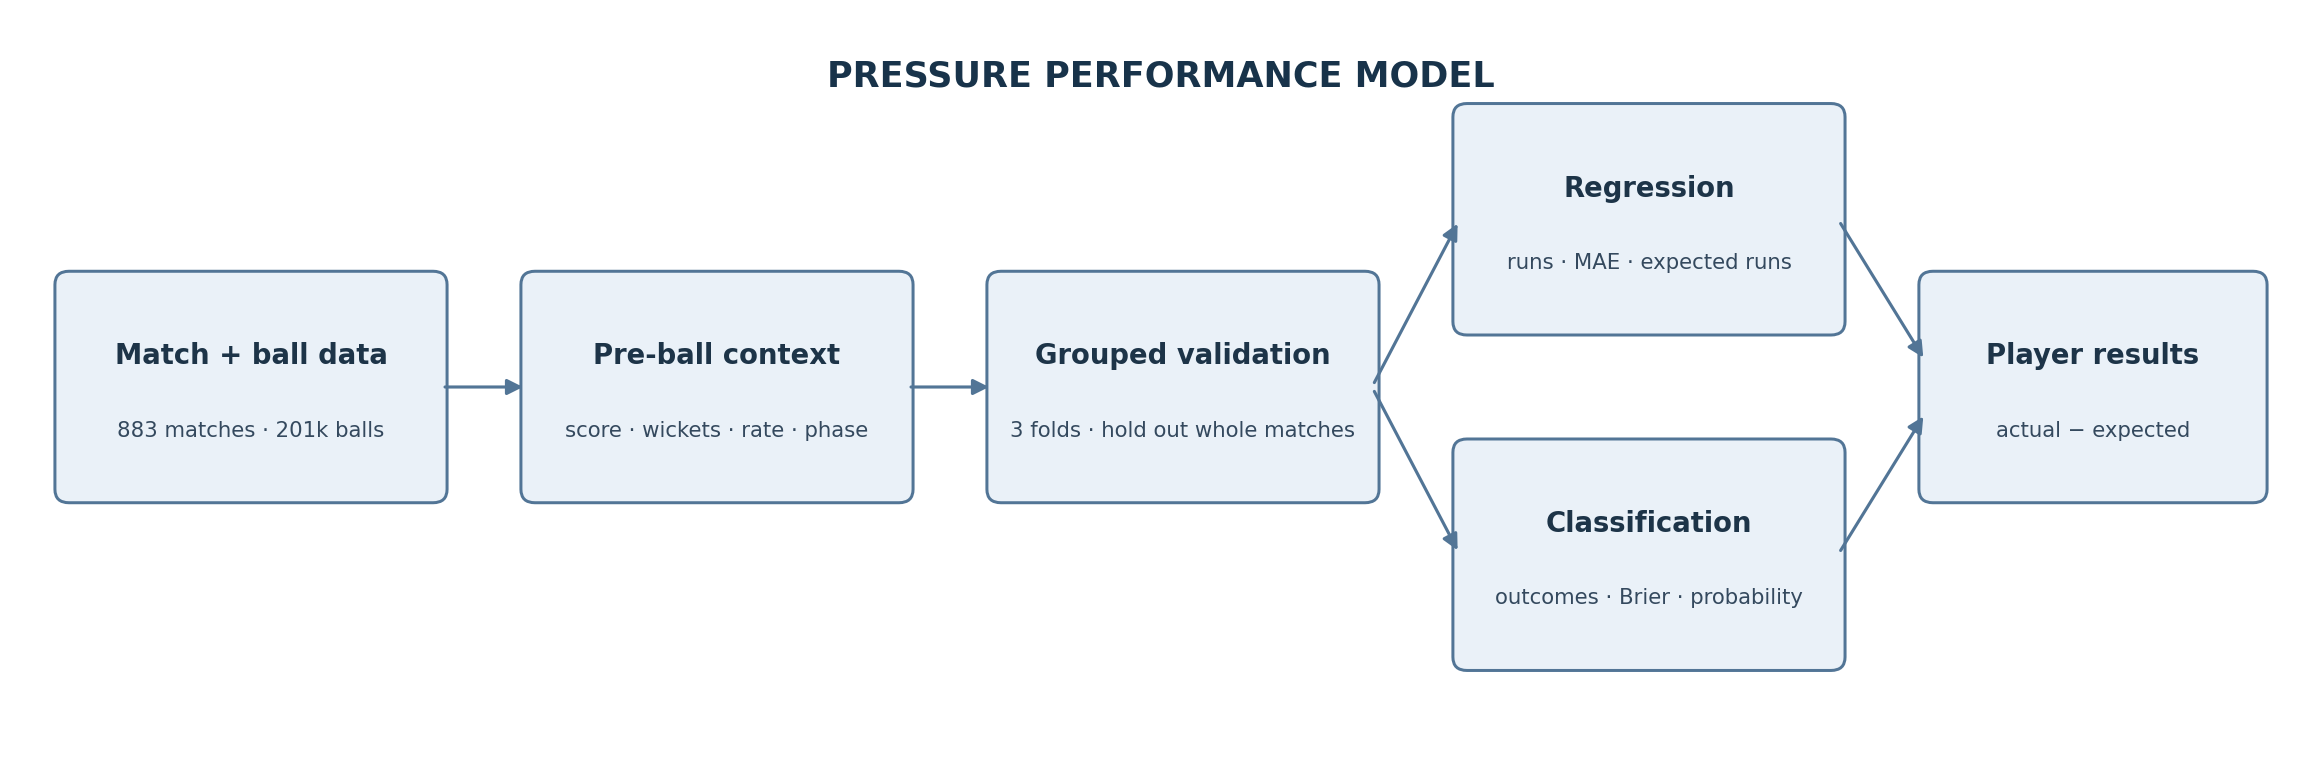 PRESSURE PERFORMANCE MODEL
Match + ball data
883 matches · 201k balls
Pre-ball context
score · wickets · rate · phase
Grouped validation
3 folds · hold out whole matches
Regression
runs · MAE · expected runs
Classification
outcomes · Brier · probability
Player results
actual − expected